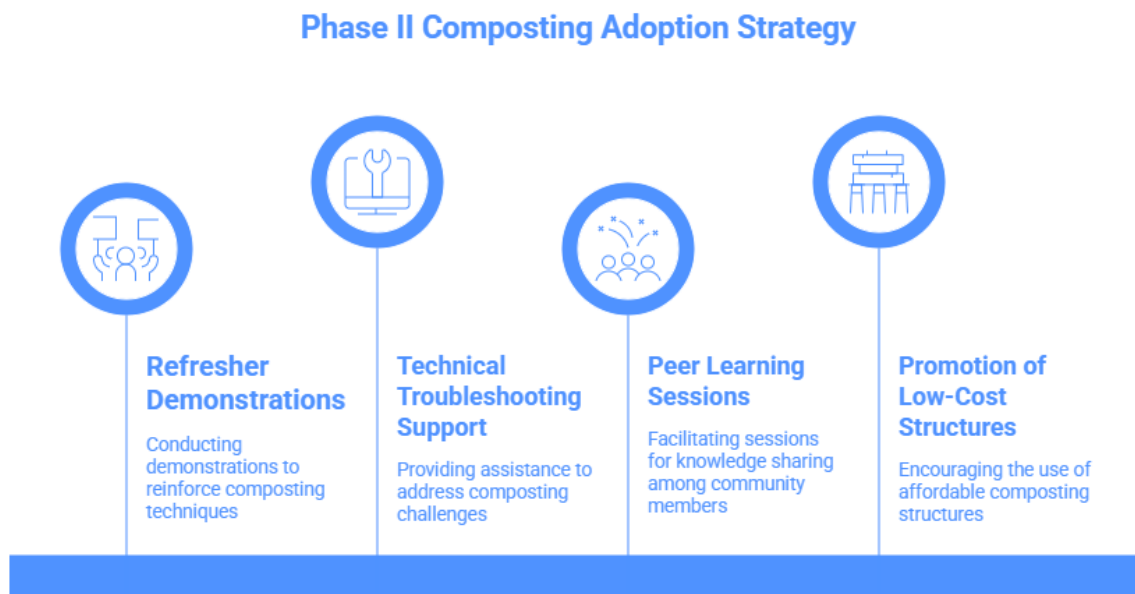 Phase II Composting Adoption Strategy
Refresher
Demonstrations
Conducting
demonstrations to
reinforce composting
techniques
Technical
Troubleshooting
Support
Providing assistance to
address composting
challenges
Peer Learning
Sessions
Facilitating sessions
for knowledge sharing
among community
members
Promotion of
Low-Cost
Structures
Encouraging the use of
affordable composting
structures